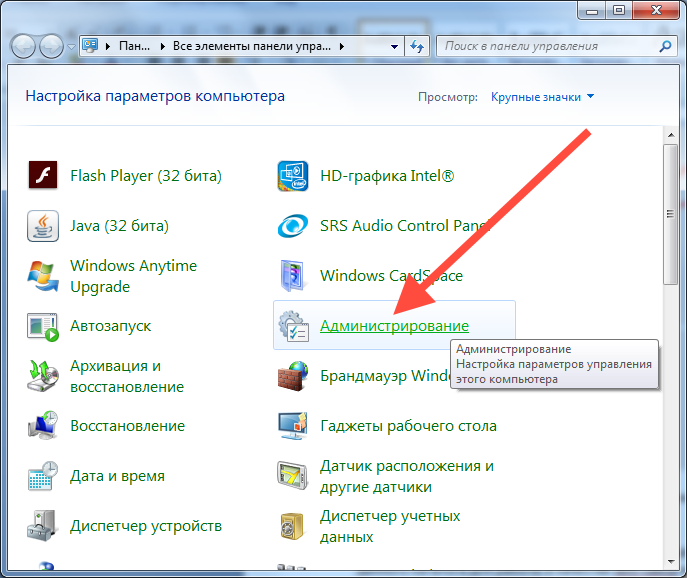 Пан... Все элементы панели упра...
Поиск в панели управления
Настройка параметров компьютера
Просмотр: Крупные значки
Flash Player (32 бита)
HD-графика Intel®
Java (32 бита)
SRS Audio Control Panel
Windows Anytime
Upgrade
Windows CardSpace
Автозапуск
Администрирование
Администрирование
Настройка параметров управления
этого компьютера
Архивация и
восстановление
Брандмауэр Windo
Восстановление
Гаджеты рабочего стола
Дата и время
Датчик расположения и
другие датчики
Диспетчер устройств
Диспетчер учетных
данных